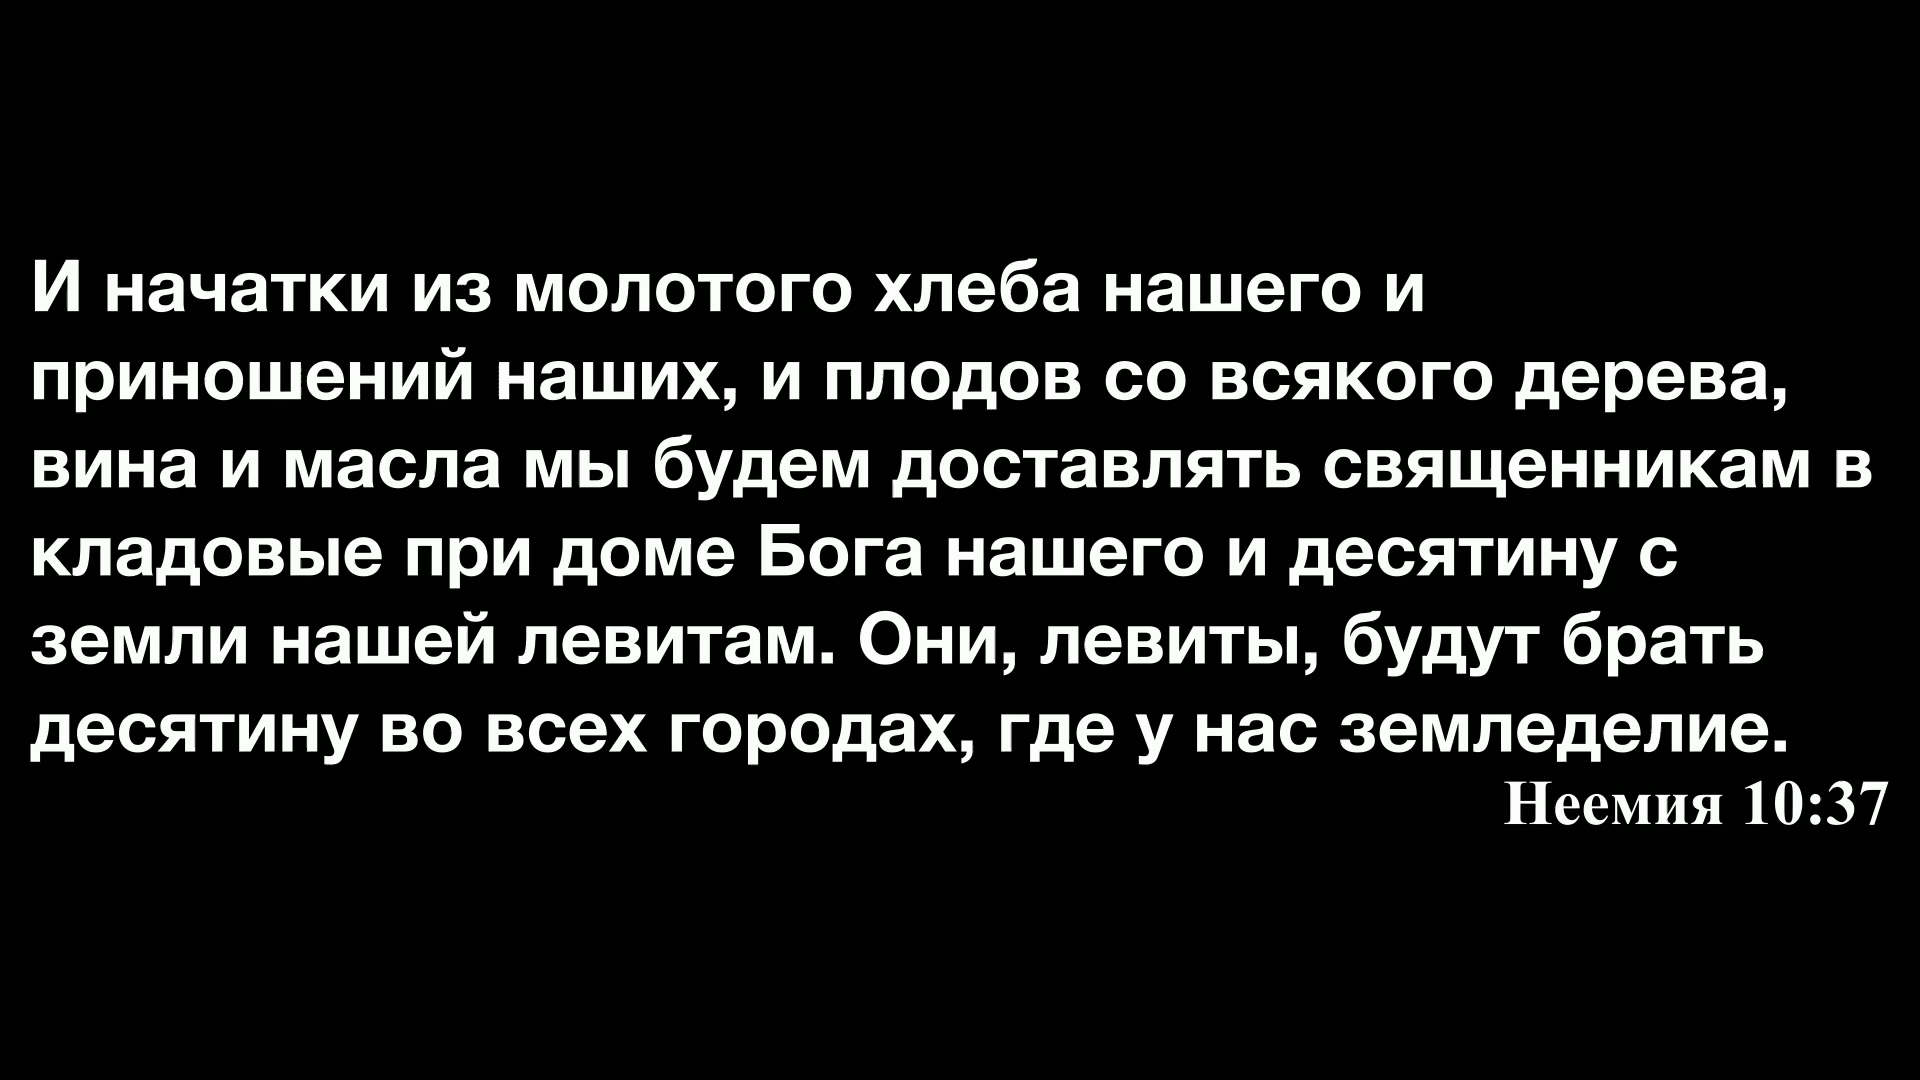 И начатки из молотого хлеба нашего и
приношений наших, и плодов со всякого дерева,
вина и масла мы будем доставлять священникам в
кладовые при доме Бога нашего и десятину с
земли нашей левитам. Они, левиты, будут брать
десятину во всех городах, где у нас земледелие.
Неемия 10:37